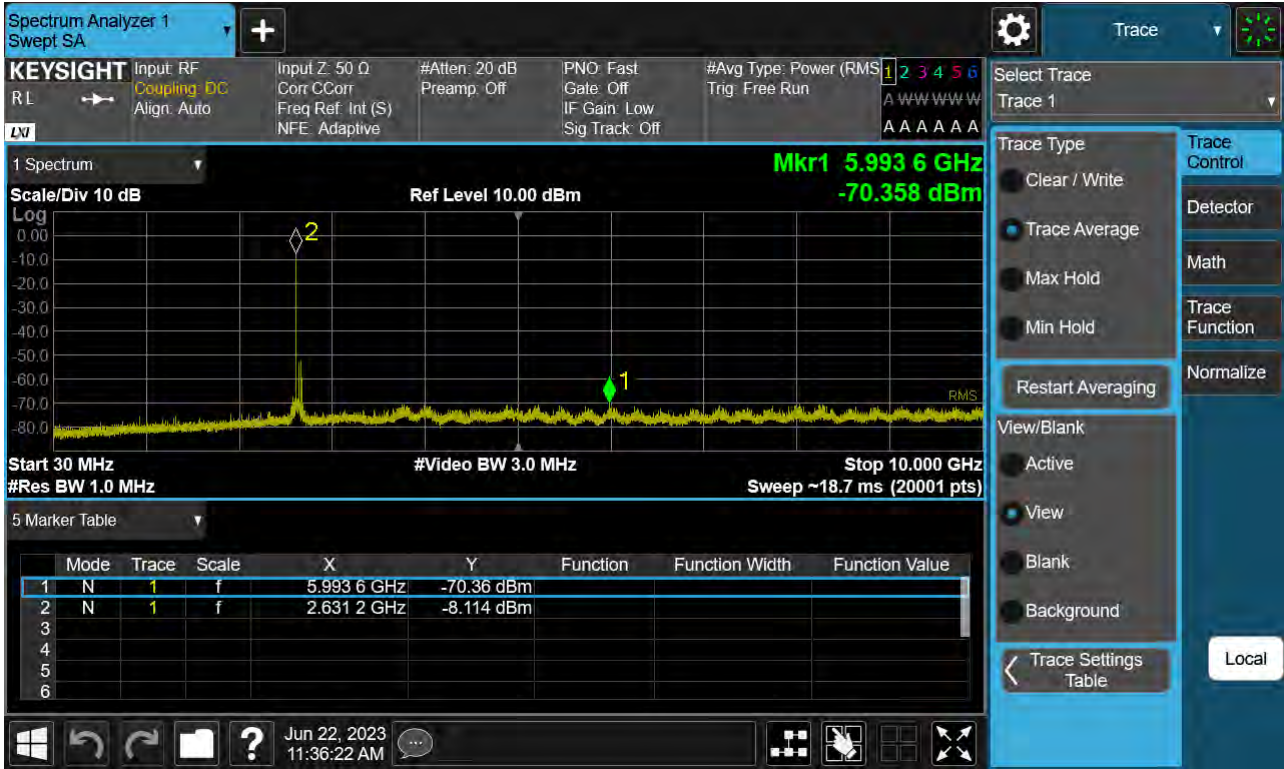 Spectrum Analyzer 1
Swept SA
+
Trace
KEYSIGHT
R L
LXI
Input: RF
Coupling: DC
Align: Auto
Input Z: 50 Ω
Corr CCorr
Freq Ref: Int (S)
NFE: Adaptive
#Atten: 20 dB
Preamp: Off
PNO: Fast
Gate: Off
IF Gain: Low
Sig Track: Off
#Avg Type: Power (RMS
Trig: Free Run
1 2 3 4 5 6
A W W W W W
A A A A A A
Select Trace
Trace 1
1 Spectrum
Scale/Div 10 dB
Ref Level 10.00 dBm
Mkr1 5.993 6 GHz
-70.358 dBm
Log
0.00
-10.0
-20.0
-30.0
-40.0
-50.0
-60.0
-70.0
-80.0
2
1
RMS
Start 30 MHz
#Video BW 3.0 MHz
Stop 10.000 GHz
#Res BW 1.0 MHz
Sweep ~18.7 ms (20001 pts)
5 Marker Table
Mode Trace Scale X Y Function Function Width Function Value
1 N 1 f 5.993 6 GHz -70.36 dBm
2 N 1 f 2.631 2 GHz -8.114 dBm
3
4
5
6
Trace Type
Clear / Write
Trace Average
Max Hold
Min Hold
Restart Averaging
View/Blank
Active
View
Blank
Background
Trace Settings
Table
Trace
Control
Detector
Math
Trace
Function
Normalize
Local
?
Jun 22, 2023
11:36:22 AM